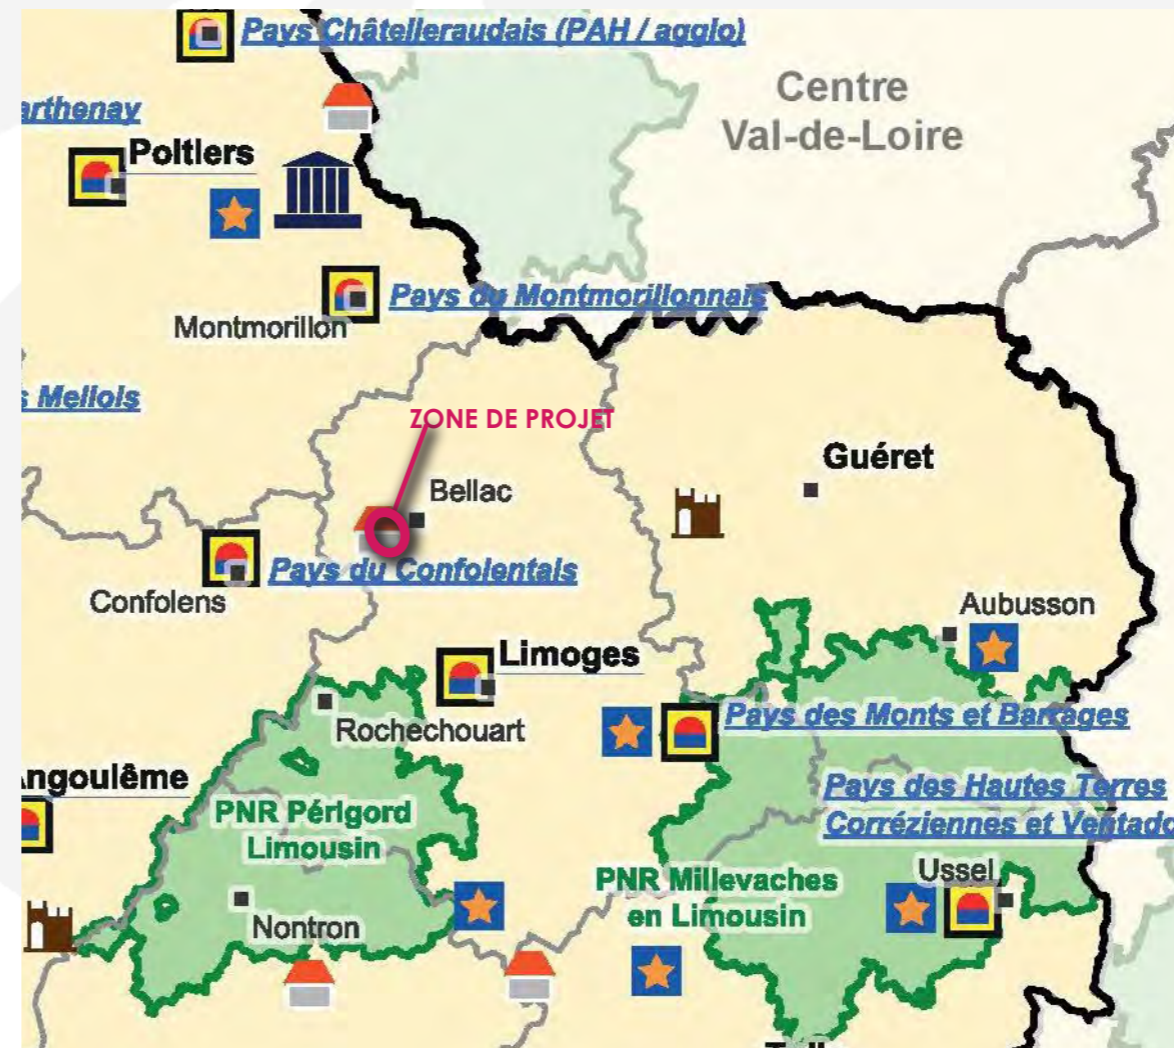 Pays Châtelleraudais (PAH / agglo)
Centre
Val-de-Loire
arthenay
Poitiers
Pays du Montmorillonnais
Montmorillon
s Mellois
ZONE DE PROJET
Guéret
Bellac
Pays du Confolentais
Confolens
Aubusson
Limoges
Rochechouart
Pays des Monts et Barrages
Angoulême
Pays des Hautes Terres
Corréziennes et Ventado
PNR Périgord
Limousin
Ussel
PNR Millevaches
en Limousin
Nontron